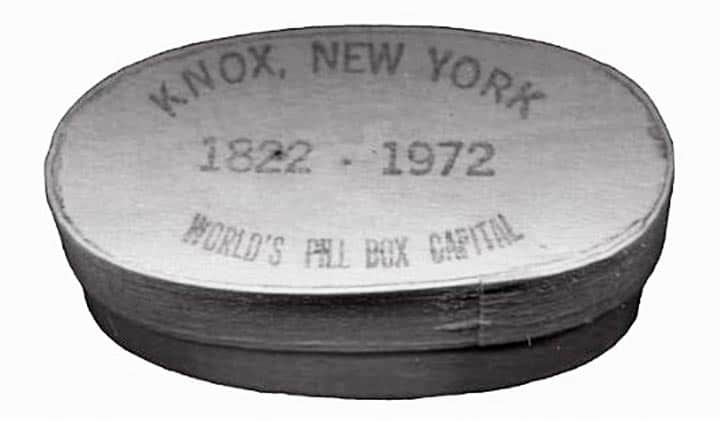 KNOX, NEW YORK
1822 - 1972
WORLD'S PILL BOX CAPITAL